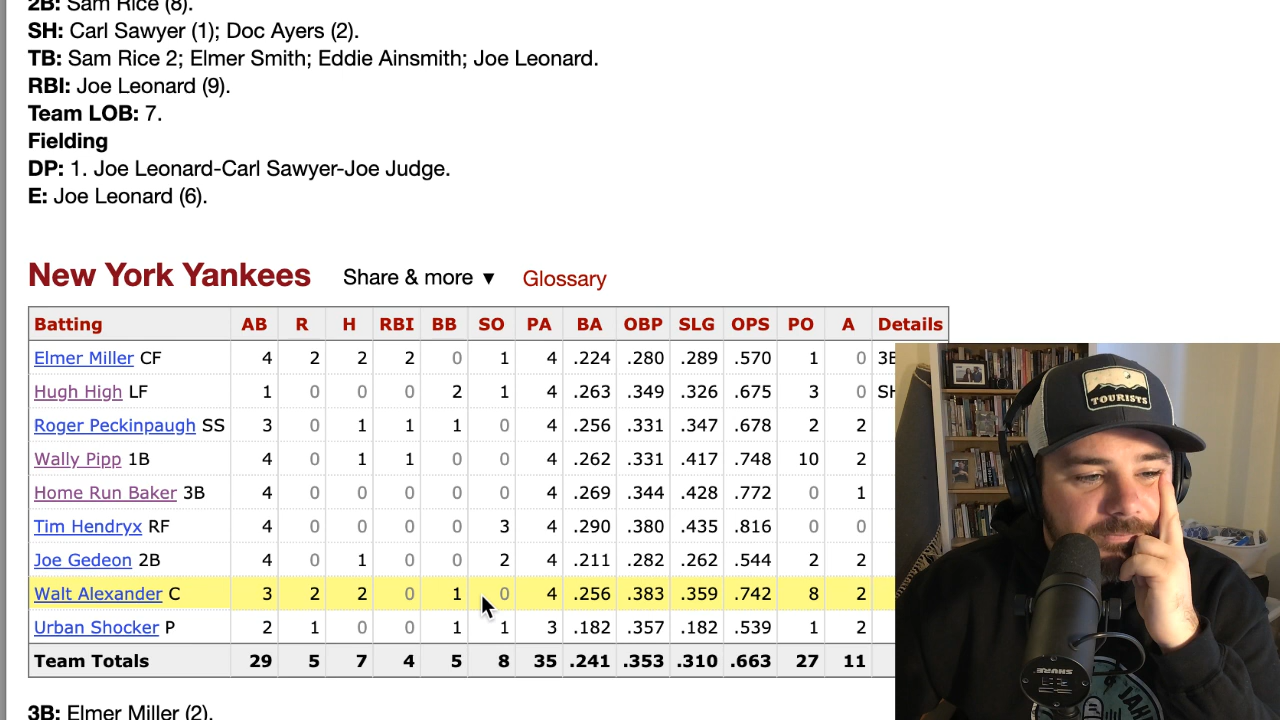 2B: Sam Rice (8).
SH: Carl Sawyer (1); Doc Ayers (2).
TB: Sam Rice 2; Elmer Smith; Eddie Ainsmith; Joe Leonard.
RBI: Joe Leonard (9).
Team LOB: 7.
Fielding
DP: 1. Joe Leonard-Carl Sawyer-Joe Judge.
E: Joe Leonard (6).
New York Yankees Share & more ▼ Glossary
Batting AB R H RBI BB SO PA BA OBP SLG OPS PO A Details
Elmer Miller CF 4 2 2 2 0 1 4 .224 .280 .289 .570 1 0 3B
Hugh High LF 1 0 0 0 2 1 4 .263 .349 .326 .675 3 0 SH
Roger Peckinpaugh SS 3 0 1 1 1 0 4 .256 .331 .347 .678 2 2
Wally Pipp 1B 4 0 1 1 0 0 4 .262 .331 .417 .748 10 2
Home Run Baker 3B 4 0 0 0 0 0 4 .269 .344 .428 .772 0 1
Tim Hendryx RF 4 0 0 0 0 3 4 .290 .380 .435 .816 0 0
Joe Gedeon 2B 4 0 1 0 0 2 4 .211 .282 .262 .544 2 2
Walt Alexander C 3 2 2 0 1 0 4 .256 .383 .359 .742 8 2
Urban Shocker P 2 1 0 0 1 1 3 .182 .357 .182 .539 1 2
Team Totals 29 5 7 4 5 8 35 .241 .353 .310 .663 27 11
3B: Elmer Miller (2).
TOURISTS
SHURE
JAH